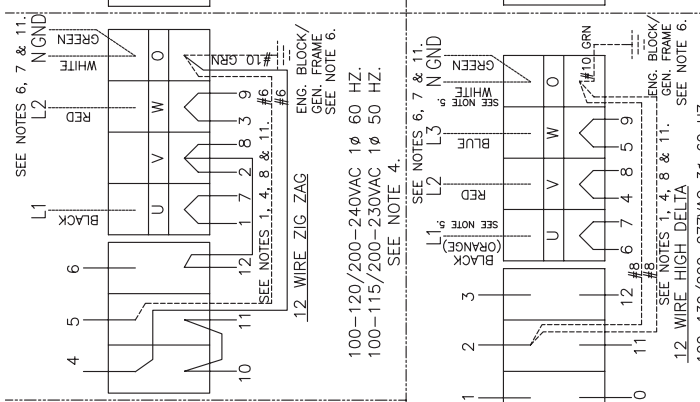 SEE NOTES 6, 7 & 11.
L1
L2
N GND
BLACK
RED
WHITE
GREEN
U
V
W
O
6
5
4
1
7
2
8
3
9
12
11
10
#10 GRN
#6
#6
SEE NOTES 1, 4, 8 & 11.
ENG. BLOCK/
GEN. FRAME
SEE NOTE 6.
12 WIRE ZIG ZAG
100-120/200-240VAC 1ø 60 HZ.
100-115/200-230VAC 1ø 50 HZ.
SEE NOTE 4.
SEE NOTES 6, 7 & 11.
L1
L2
L3
N GND
BLACK
(ORANGE)
SEE NOTE 5.
RED
BLUE
SEE NOTE 5.
WHITE
GREEN
U
V
W
O
1
2
3
6
7
4
8
5
9
11
12
#10 GRN
#8
#8
SEE NOTES 1, 4, 8 & 11.
ENG. BLOCK/
GEN. FRAME
SEE NOTE 6.
12 WIRE HIGH DELTA